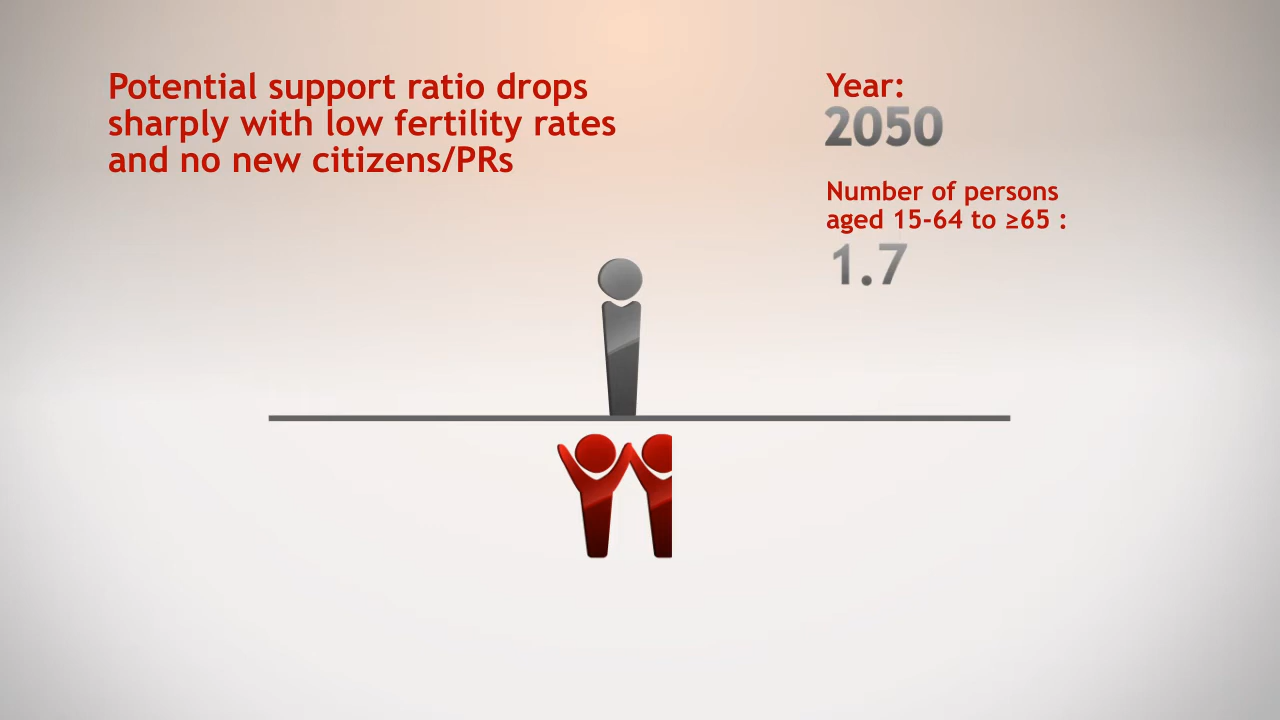 Potential support ratio drops
sharply with low fertility rates
and no new citizens/PRs
Year:
2050
Number of persons
aged 15-64 to ≥65 :
1.7